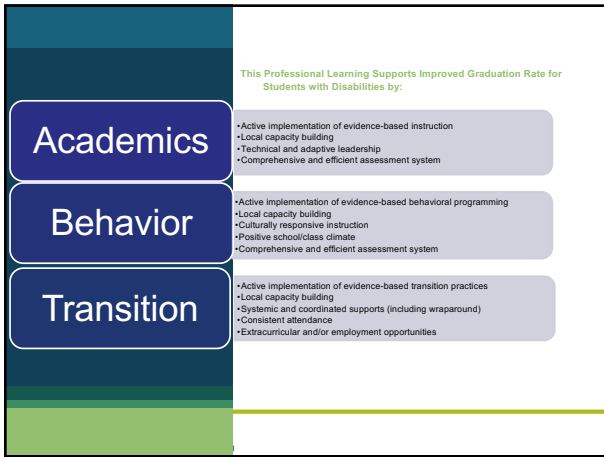 This Professional Learning Supports Improved Graduation Rate for
Students with Disabilities by:
Academics
•Active implementation of evidence-based instruction
•Local capacity building
•Technical and adaptive leadership
•Comprehensive and efficient assessment system
Behavior
•Active implementation of evidence-based behavioral programming
•Local capacity building
•Culturally responsive instruction
•Positive school/class climate
•Comprehensive and efficient assessment system
Transition
•Active implementation of evidence-based transition practices
•Local capacity building
•Systemic and coordinated supports (including wraparound)
•Consistent attendance
•Extracurricular and/or employment opportunities